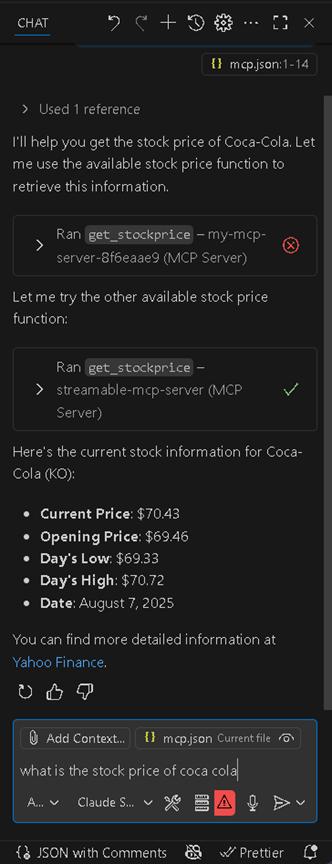 CHAT
{} mcp.json:1-14
Used 1 reference
I'll help you get the stock price of Coca-Cola. Let
me use the available stock price function to
retrieve this information.
Ran get_stockprice – my-mcp-
server-8f6eaae9 (MCP Server)
Let me try the other available stock price
function:
Ran get_stockprice –
streamable-mcp-server (MCP
Server)
Here's the current stock information for Coca-
Cola (KO):
• Current Price: $70.43
• Opening Price: $69.46
• Day's Low: $69.33
• Day's High: $70.72
• Date: August 7, 2025
You can find more detailed information at
Yahoo Finance.
Add Context... {} mcp.json Current file
what is the stock price of coca cola
A... Claude S...
{} JSON with Comments Prettier